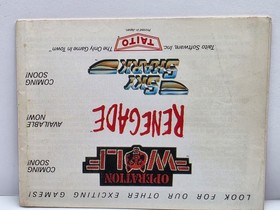 LOOK FOR OUR OTHER EXCITING GAMES!
COMING
SOON!
OPERATION
WOLF
AVAILABLE
NOW!
RENEGADE
COMING
SOON!
SKY
SHARK
TAITO
Taito Software, Inc. The Only Game In Town™